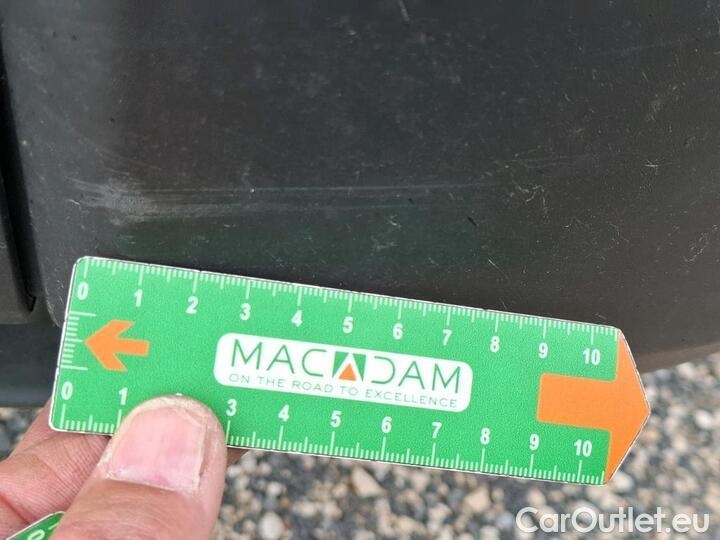 0 1 2 3 4 5 6 7 8 9 10
MACADAM
ON THE ROAD TO EXCELLENCE
0 1 3 4 5 6 7 8 9 10
CarOutlet.eu